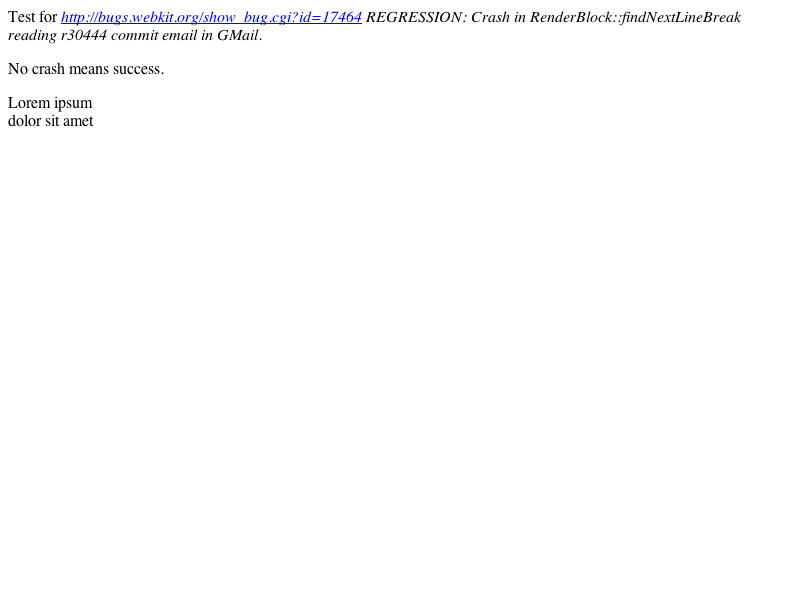 Test for http://bugs.webkit.org/show_bug.cgi?id=17464 REGRESSION: Crash in RenderBlock::findNextLineBreak
reading r30444 commit email in GMail.
No crash means success.
Lorem ipsum
dolor sit amet